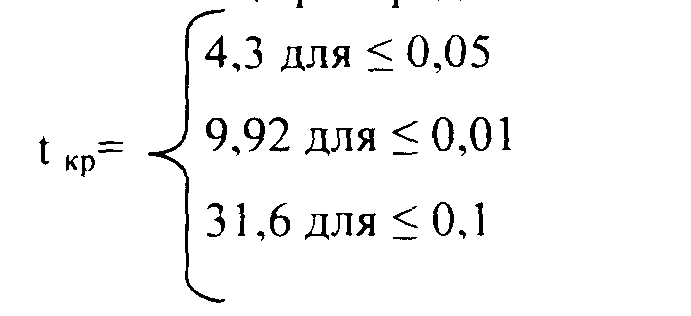 4,3 для ≤ 0,05
t кр= 9,92 для ≤ 0,01
31,6 для ≤ 0,1